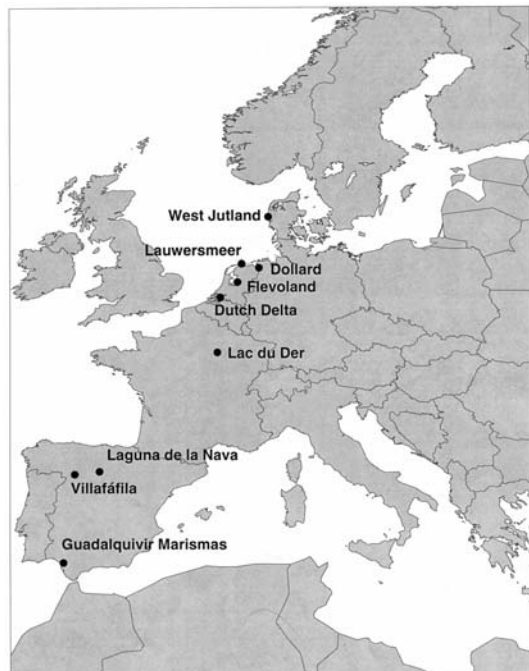 West Jutland
Lauwersmeer
Dollard
Flevoland
Dutch Delta
Lac du Der
Laguna de la Nava
Villafáfila
Guadalquivir Marismas